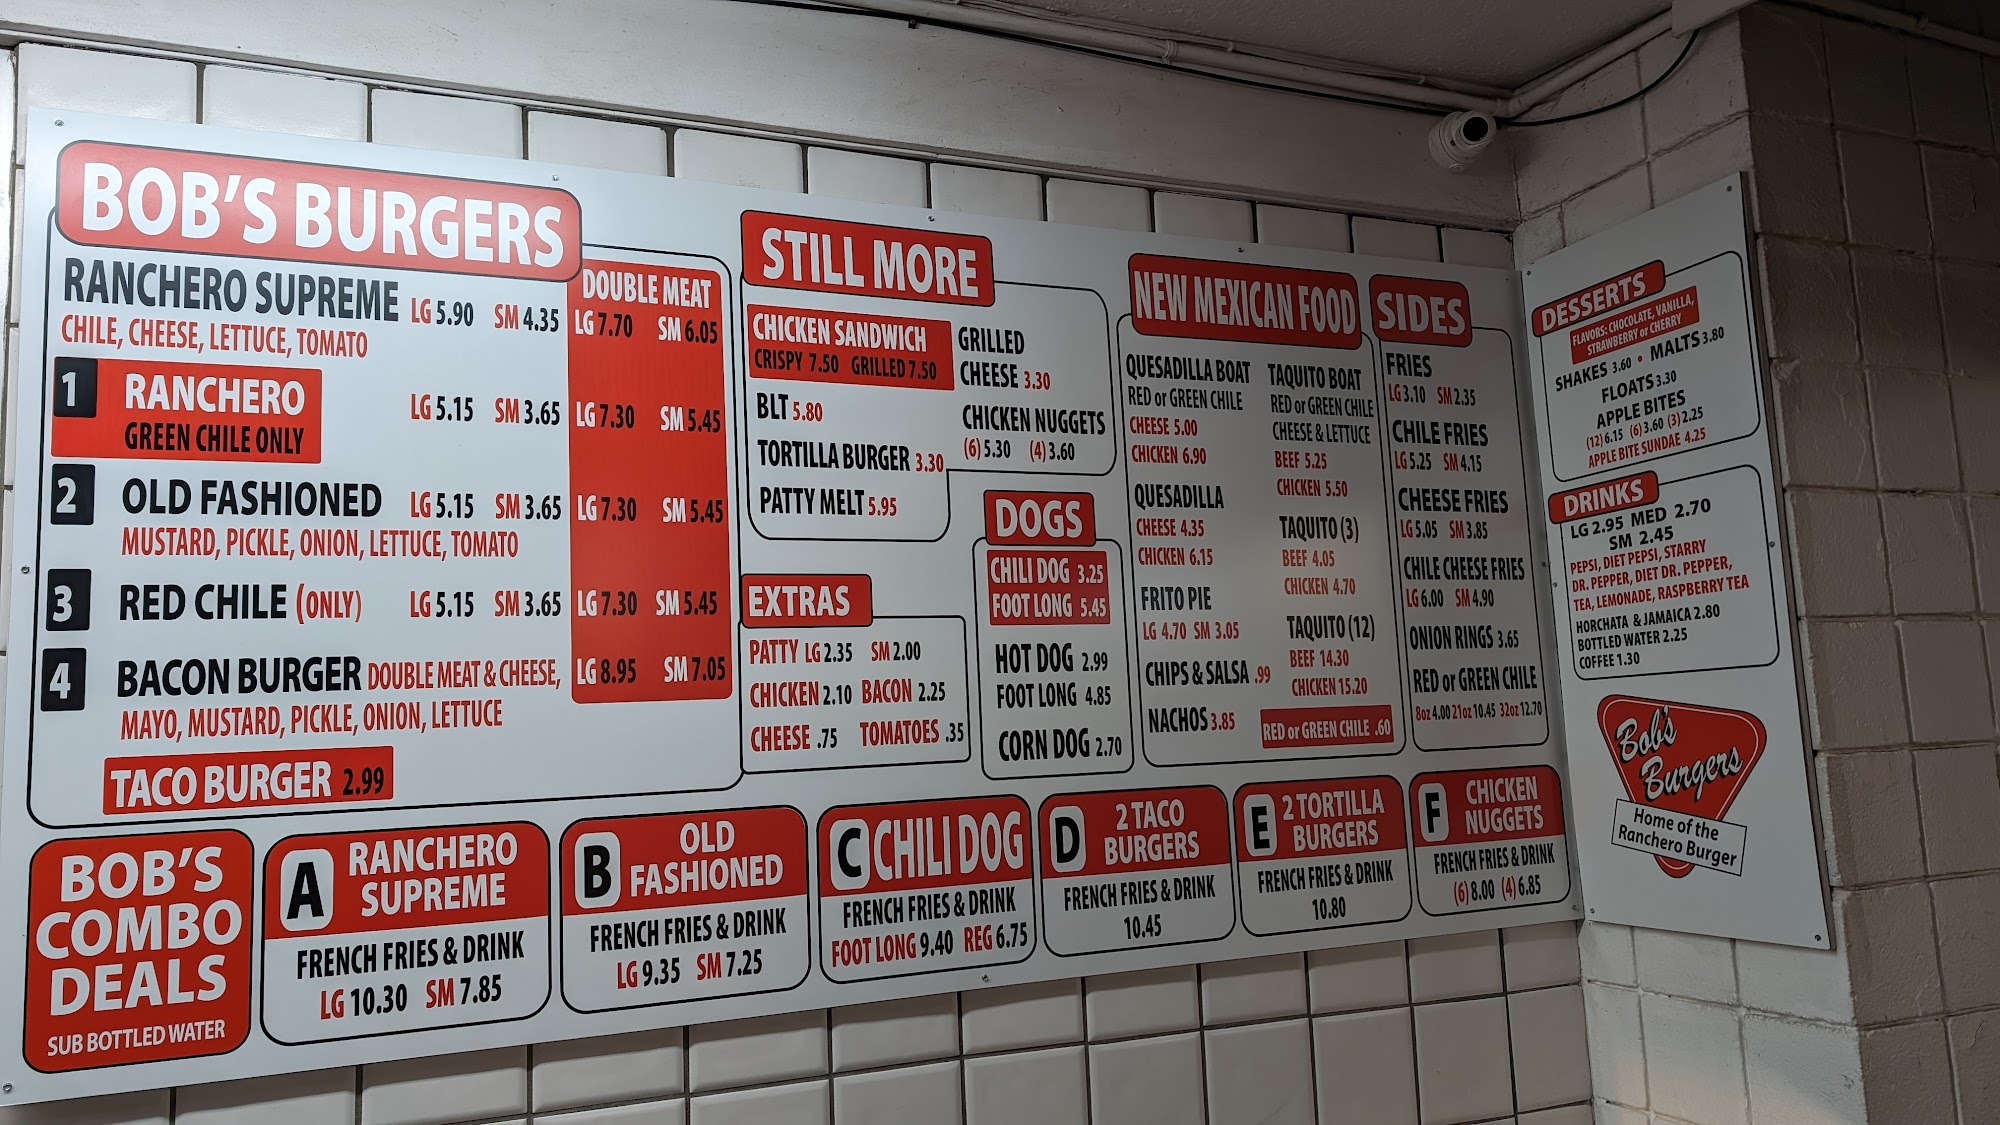 BOB'S BURGERS
DOUBLE MEAT
RANCHERO SUPREME LG 5.90 SM 4.35 LG 7.70 SM 6.05
CHILE, CHEESE, LETTUCE, TOMATO
1 RANCHERO LG 5.15 SM 3.65 LG 7.30 SM 5.45
GREEN CHILE ONLY
2 OLD FASHIONED LG 5.15 SM 3.65 LG 7.30 SM 5.45
MUSTARD, PICKLE, ONION, LETTUCE, TOMATO
3 RED CHILE (ONLY) LG 5.15 SM 3.65 LG 7.30 SM 5.45
4 BACON BURGER DOUBLE MEAT & CHEESE, LG 8.95 SM 7.05
MAYO, MUSTARD, PICKLE, ONION, LETTUCE
TACO BURGER 2.99
STILL MORE
CHICKEN SANDWICH
CRISPY 7.50 GRILLED 7.50
BLT 5.80
TORTILLA BURGER 3.30
PATTY MELT 5.95
GRILLED
CHEESE 3.30
CHICKEN NUGGETS
(6) 5.30 (4) 3.60
EXTRAS
PATTY LG 2.35 SM 2.00
CHICKEN 2.10 BACON 2.25
CHEESE .75 TOMATOES .35
DOGS
CHILI DOG 3.25
FOOT LONG 5.45
HOT DOG 2.99
FOOT LONG 4.85
CORN DOG 2.70
NEW MEXICAN FOOD
QUESADILLA BOAT
RED or GREEN CHILE
CHEESE 5.00
CHICKEN 6.90
QUESADILLA
CHEESE 4.35
CHICKEN 6.15
FRITO PIE
LG 4.70 SM 3.05
CHIPS & SALSA .99
NACHOS 3.85
TAQUITO BOAT
RED or GREEN CHILE
CHEESE & LETTUCE
BEEF 5.25
CHICKEN 5.50
TAQUITO (3)
BEEF 4.05
CHICKEN 4.70
TAQUITO (12)
BEEF 14.30
CHICKEN 15.20
RED or GREEN CHILE .60
SIDES
FRIES
LG 3.10 SM 2.35
CHILE FRIES
LG 5.25 SM 4.15
CHEESE FRIES
LG 5.05 SM 3.85
CHILE CHEESE FRIES
LG 6.00 SM 4.90
ONION RINGS 3.65
RED or GREEN CHILE
8oz 4.00 21oz 10.45 32oz 12.70
DESSERTS
FLAVORS: CHOCOLATE, VANILLA,
STRAWBERRY or CHERRY
SHAKES 3.60 • MALTS 3.80
FLOATS 3.30
APPLE BITES
(12) 6.15 (6) 3.60 (3) 2.25
APPLE BITE SUNDAE 4.25
DRINKS
LG 2.95 MED 2.70
SM 2.45
PEPSI, DIET PEPSI, STARRY
DR. PEPPER, DIET DR. PEPPER,
TEA, LEMONADE, RASPBERRY TEA
HORCHATA & JAMAICA 2.80
BOTTLED WATER 2.25
COFFEE 1.30
Bob's
Burgers
Home of the
Ranchero Burger
BOB'S
COMBO
DEALS
SUB BOTTLED WATER
A RANCHERO
SUPREME
FRENCH FRIES & DRINK
LG 10.30 SM 7.85
B OLD
FASHIONED
FRENCH FRIES & DRINK
LG 9.35 SM 7.25
C CHILI DOG
FRENCH FRIES & DRINK
FOOT LONG 9.40 REG 6.75
D 2 TACO
BURGERS
FRENCH FRIES & DRINK
10.45
E 2 TORTILLA
BURGERS
FRENCH FRIES & DRINK
10.80
F CHICKEN
NUGGETS
FRENCH FRIES & DRINK
(6) 8.00 (4) 6.85